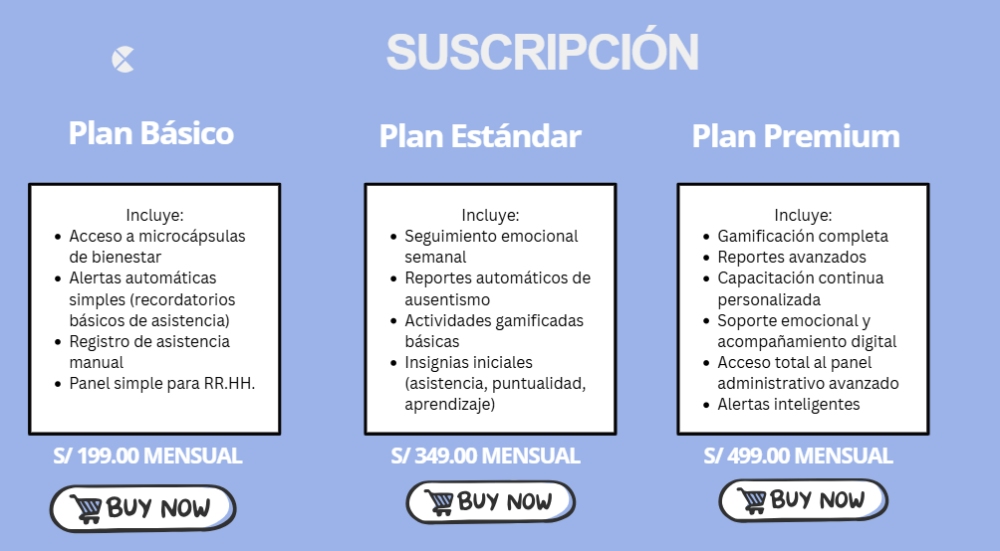 SUSCRIPCIÓN
Plan Básico
Incluye:
• Acceso a microcápsulas
de bienestar
• Alertas automáticas
simples (recordatorios
básicos de asistencia)
• Registro de asistencia
manual
• Panel simple para RR.HH.
S/ 199.00 MENSUAL
BUY NOW
Plan Estándar
Incluye:
• Seguimiento emocional
semanal
• Reportes automáticos de
ausentismo
• Actividades gamificadas
básicas
• Insignias iniciales
(asistencia, puntualidad,
aprendizaje)
S/ 349.00 MENSUAL
BUY NOW
Plan Premium
Incluye:
• Gamificación completa
• Reportes avanzados
• Capacitación continua
personalizada
• Soporte emocional y
acompañamiento digital
• Acceso total al panel
administrativo avanzado
• Alertas inteligentes
S/ 499.00 MENSUAL
BUY NOW